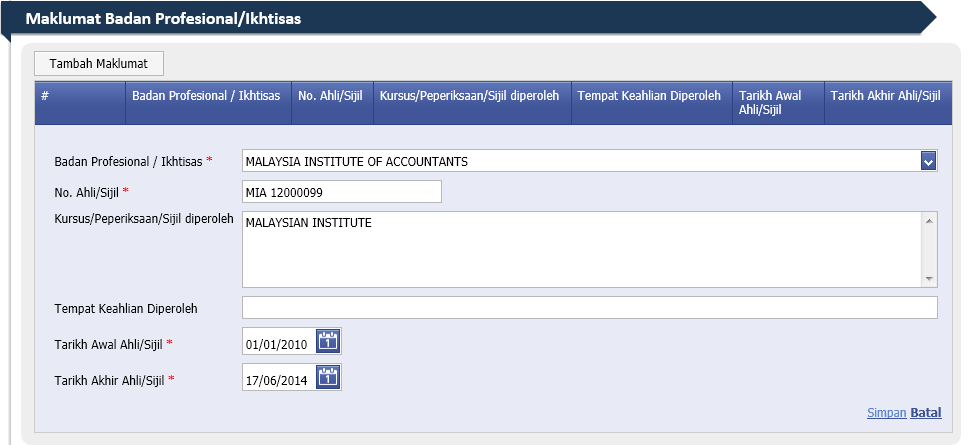 Maklumat Badan Profesional/Ikhtisas
Tambah Maklumat
# Badan Profesional / Ikhtisas No. Ahli/Sijil Kursus/Peperiksaan/Sijil diperoleh Tempat Keahlian Diperoleh Tarikh Awal Ahli/Sijil Tarikh Akhir Ahli/Sijil
Badan Profesional / Ikhtisas * MALAYSIA INSTITUTE OF ACCOUNTANTS
No. Ahli/Sijil * MIA 12000099
Kursus/Peperiksaan/Sijil diperoleh MALAYSIAN INSTITUTE
Tempat Keahlian Diperoleh
Tarikh Awal Ahli/Sijil * 01/01/2010 1
Tarikh Akhir Ahli/Sijil * 17/06/2014 1
Simpan Batal